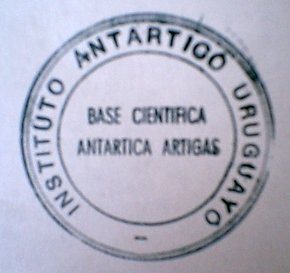 INSTITUTO ANTARTICO URUGUAYO
BASE CIENTIFICA
ANTARTICA ARTIGAS